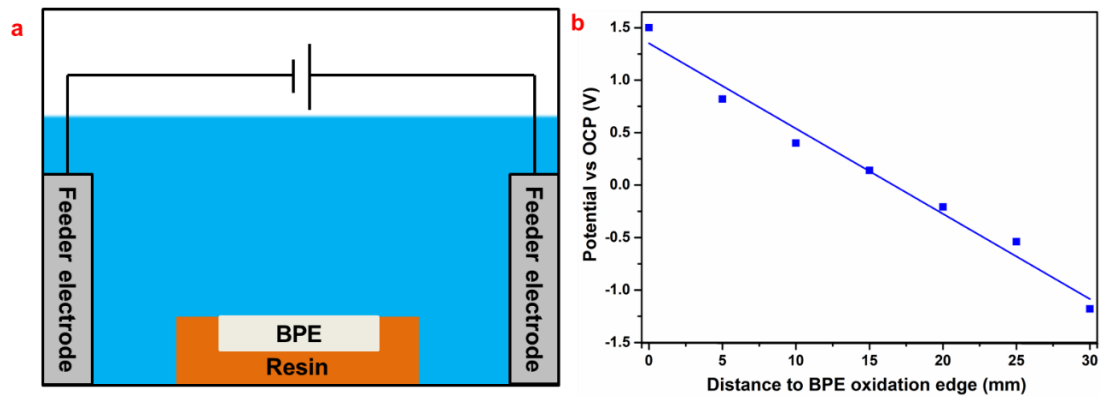 a
Feeder electrode
BPE
Resin
Feeder electrode
b
Potential vs OCP (V)
1.5
1.0
0.5
0.0
-0.5
-1.0
-1.5
0 5 10 15 20 25 30
Distance to BPE oxidation edge (mm)